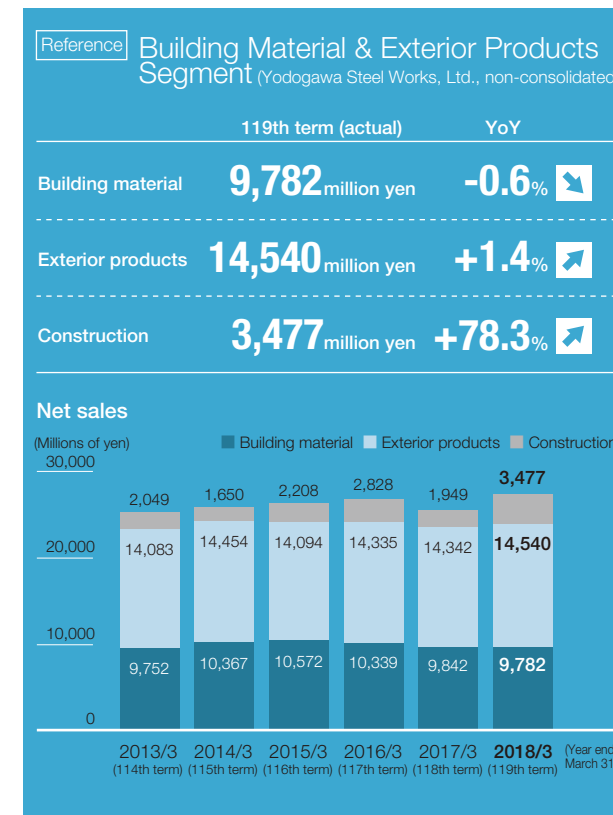 Reference
Building Material & Exterior Products
Segment (Yodogawa Steel Works, Ltd., non-consolidated
119th term (actual) YoY
Building material 9,782 million yen -0.6%
Exterior products 14,540 million yen +1.4%
Construction 3,477 million yen +78.3%
Net sales
(Millions of yen)
Building material Exterior products Construction
30,000
20,000
10,000
0
2,049 1,650 2,208 2,828 1,949 3,477
14,083 14,454 14,094 14,335 14,342 14,540
9,752 10,367 10,572 10,339 9,842 9,782
2013/3 2014/3 2015/3 2016/3 2017/3 2018/3
(114th term) (115th term) (116th term) (117th term) (118th term) (119th term)
(Year end
March 31